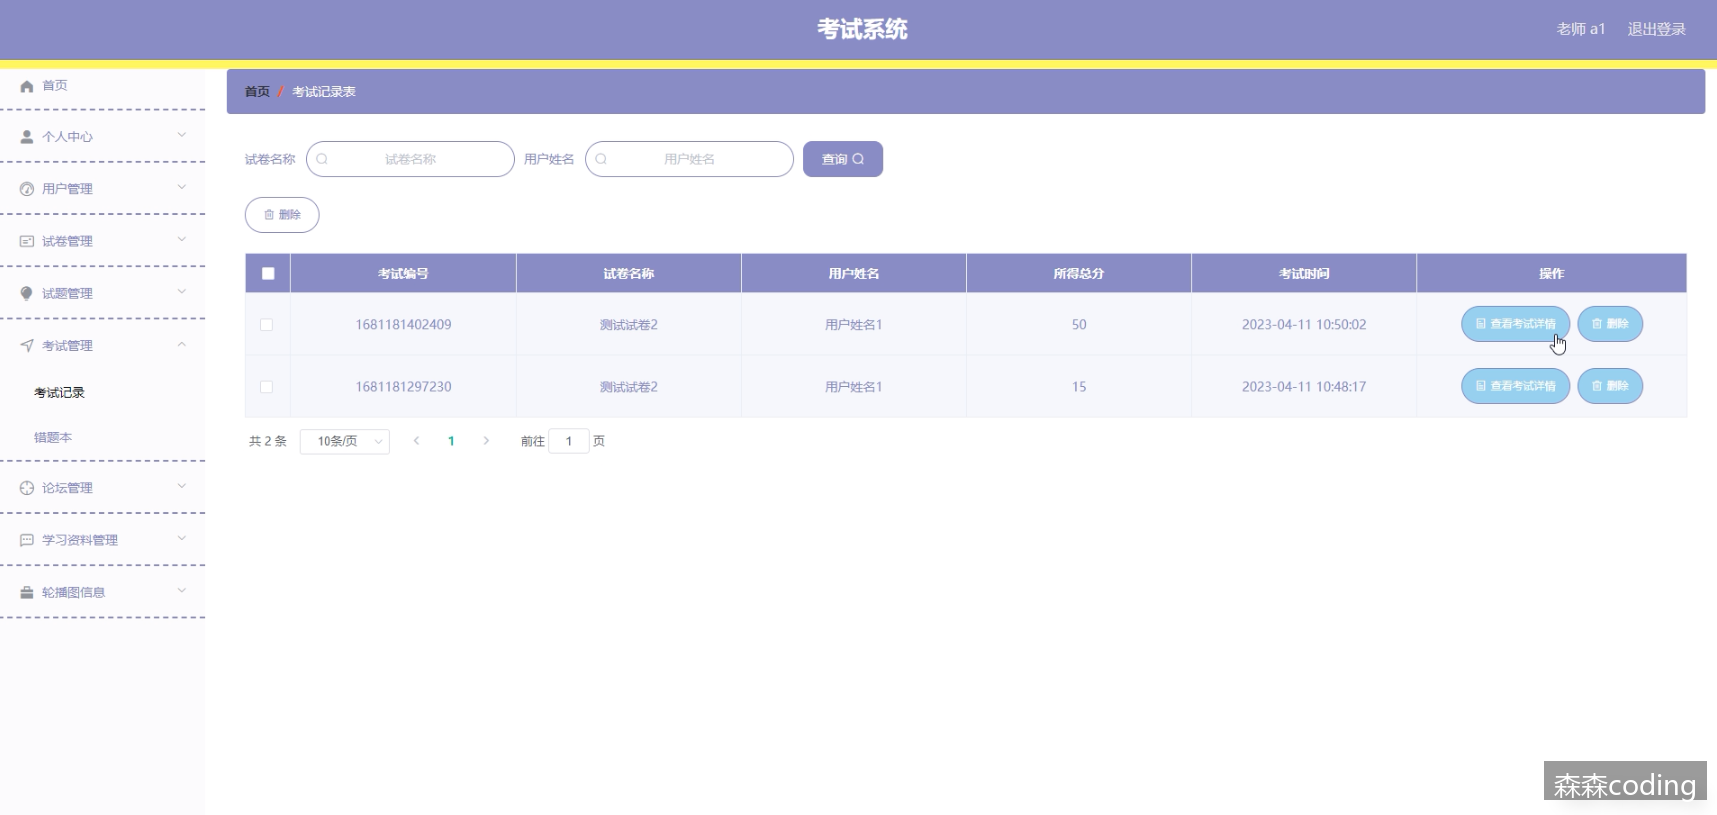 考试系统
老师 a1
退出登录
首页
个人中心
用户管理
试卷管理
试题管理
考试管理
考试记录
错题本
论坛管理
学习资料管理
轮播图信息
首页 / 考试记录表
试卷名称 试卷名称 用户姓名 用户姓名 查询
删除
考试编号 试卷名称 用户姓名 所得总分 考试时间 操作
1681181402409 测试试卷2 用户姓名1 50 2023-04-11 10:50:02 查看考试详情 删除
1681181297230 测试试卷2 用户姓名1 15 2023-04-11 10:48:17 查看考试详情 删除
共 2 条 10条/页 1 前往 1 页
森森coding